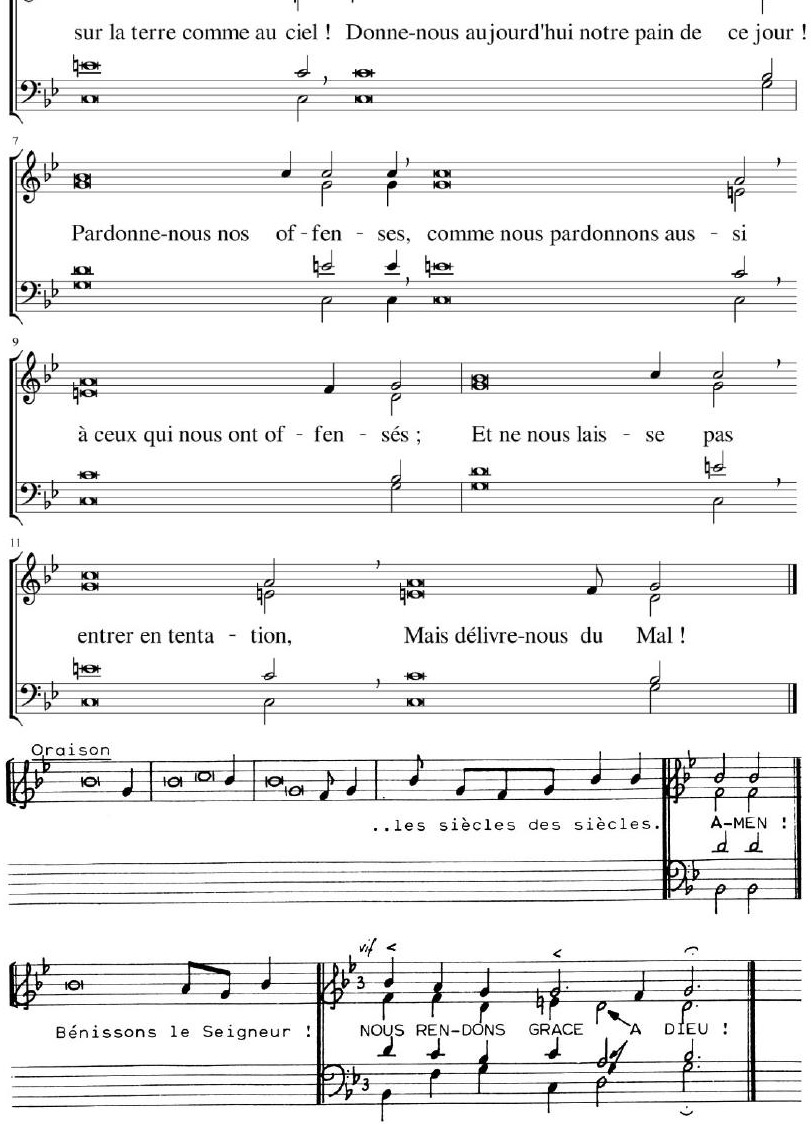 sur la terre comme au ciel ! Donne-nous aujourd'hui notre pain de ce jour !
7
Pardonne-nous nos of - fen - ses, comme nous pardonnons aus - si
9
à ceux qui nous ont of - fen - sés ; Et ne nous lais - se pas
11
entrer en tenta - tion, Mais délivre-nous du Mal !
Oraison
..les siècles des siècles. A-MEN !
vif
3
Bénissons le Seigneur ! NOUS REN-DONS GRACE A DIEU !
3